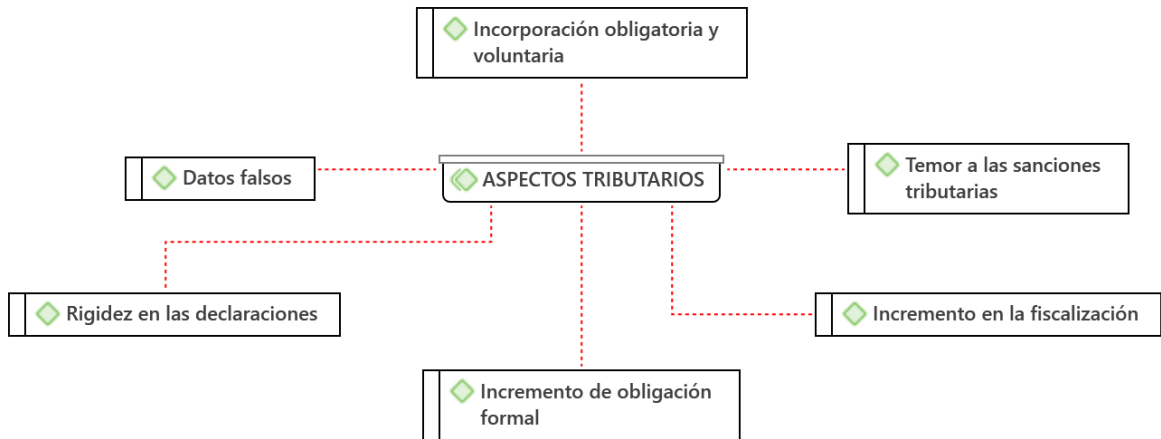 Incorporación obligatoria y
voluntaria
Datos falsos
ASPECTOS TRIBUTARIOS
Temor a las sanciones
tributarias
Rigidez en las declaraciones
Incremento en la fiscalización
Incremento de obligación
formal